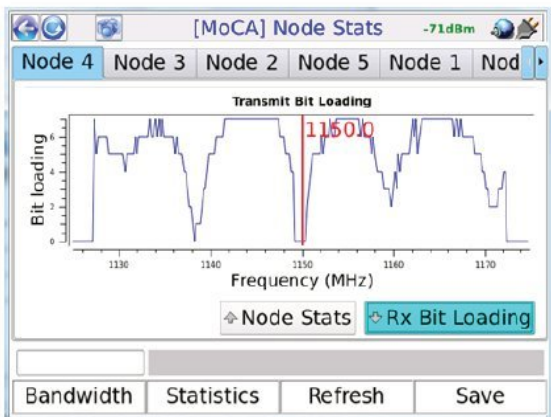 [MoCA] Node Stats -71dBm
Node 4 Node 3 Node 2 Node 5 Node 1 Nod
Transmit Bit Loading
1150.0
Bit loading
6
4
2
0
1130 1140 1150 1160 1170
Frequency (MHz)
Node Stats Rx Bit Loading
Bandwidth Statistics Refresh Save